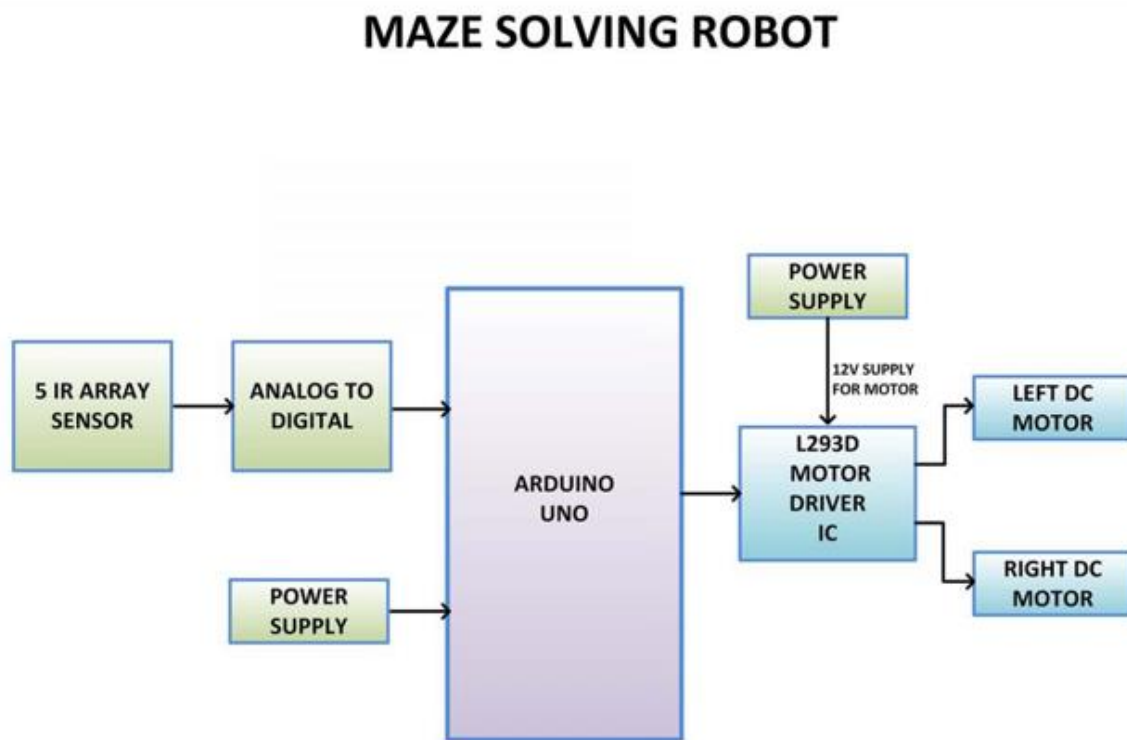 MAZE SOLVING ROBOT
POWER
SUPPLY
12V SUPPLY
FOR MOTOR
5 IR ARRAY
SENSOR
ANALOG TO
DIGITAL
ARDUINO
UNO
L293D
MOTOR
DRIVER
IC
LEFT DC
MOTOR
POWER
SUPPLY
RIGHT DC
MOTOR